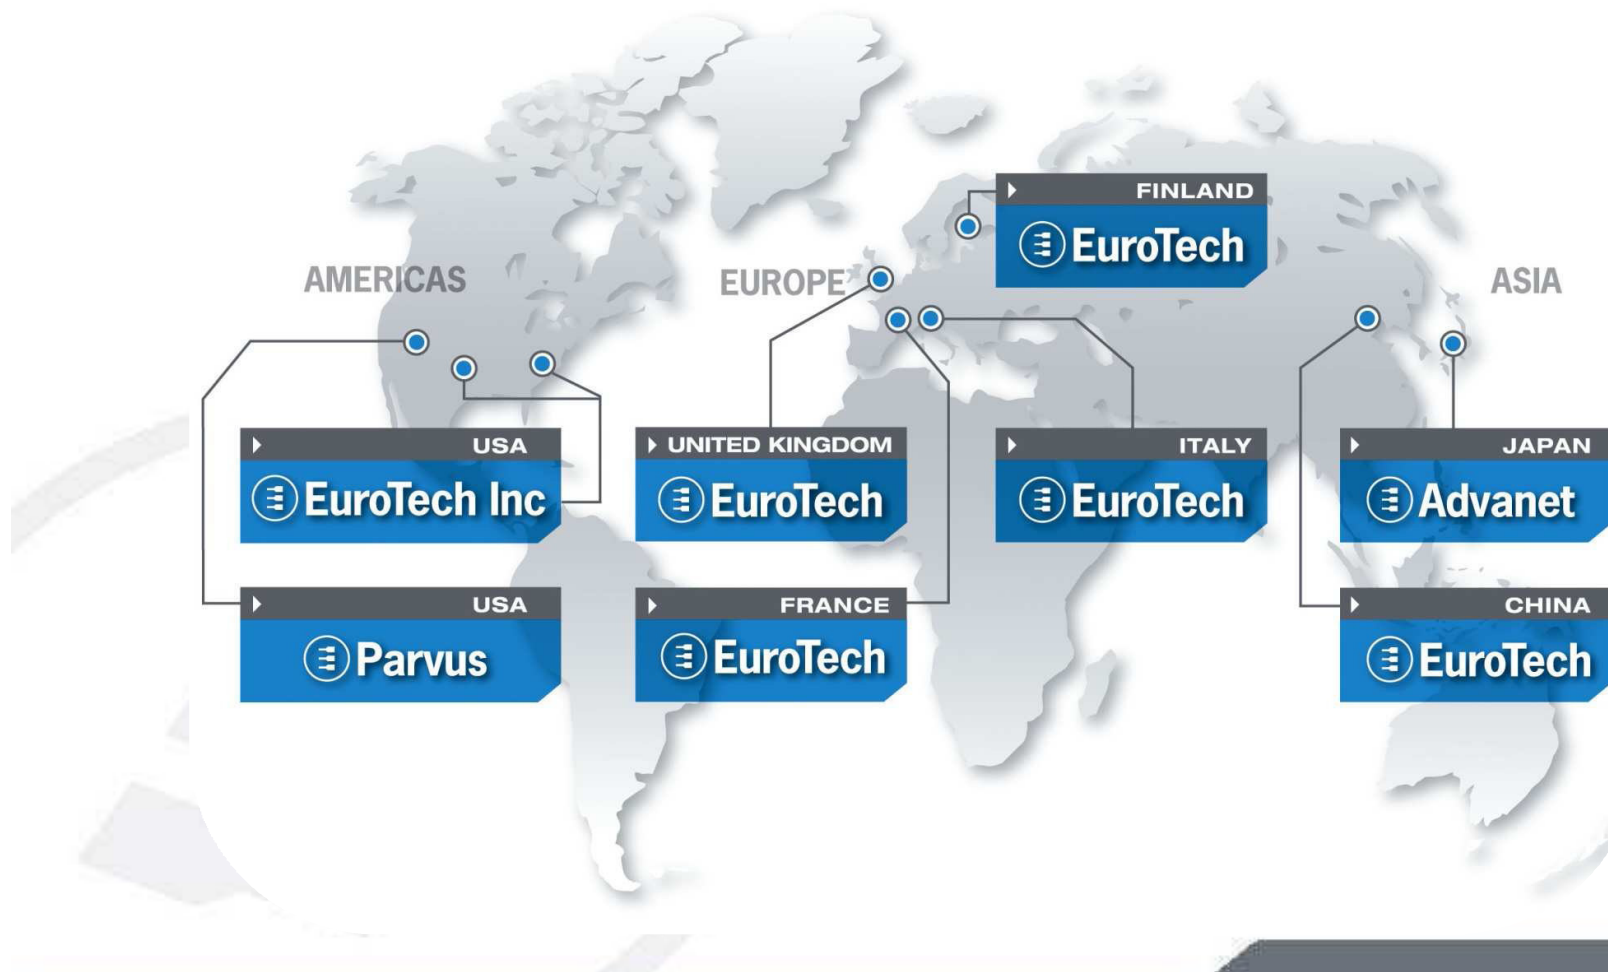 FINLAND
EuroTech
AMERICAS
EUROPE
ASIA
USA
EuroTech Inc
UNITED KINGDOM
EuroTech
ITALY
EuroTech
JAPAN
Advanet
USA
Parvus
FRANCE
EuroTech
CHINA
EuroTech